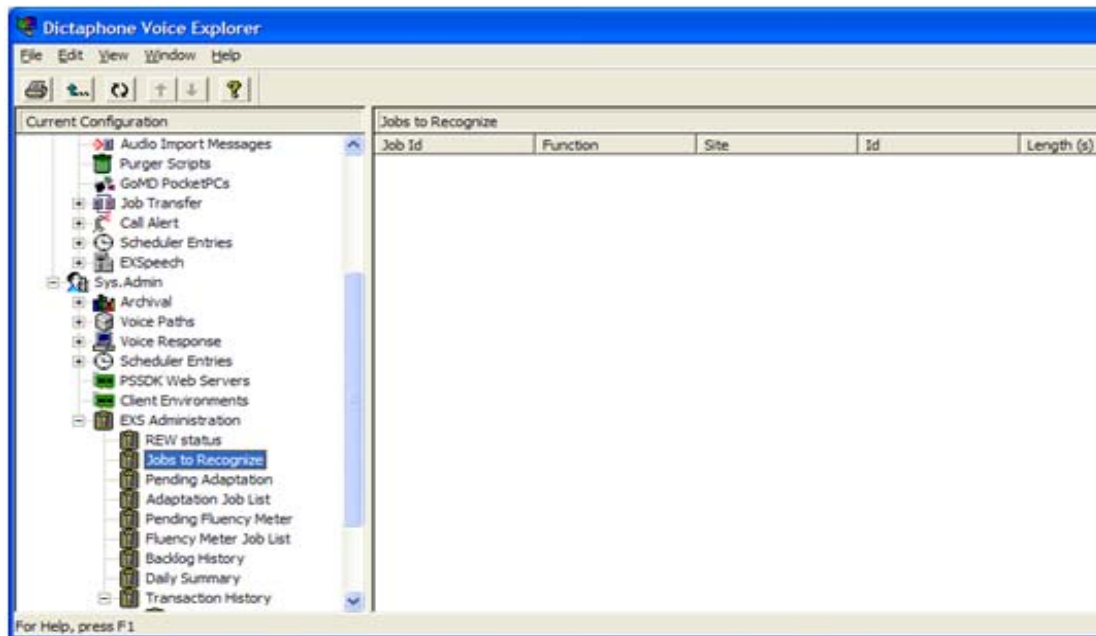 Dictaphone Voice Explorer
File Edit View Window Help
Current Configuration
Jobs to Recognize
Job Id Function Site Id Length (s)
Audio Import Messages
Purger Scripts
GoMD PocketPCs
Job Transfer
Call Alert
Scheduler Entries
EXSpeech
Sys.Admin
Archival
Voice Paths
Voice Response
Scheduler Entries
PSSDK Web Servers
Client Environments
EXS Administration
REW status
Jobs to Recognize
Pending Adaptation
Adaptation Job List
Pending Fluency Meter
Fluency Meter Job List
Backlog History
Daily Summary
Transaction History
For Help, press F1